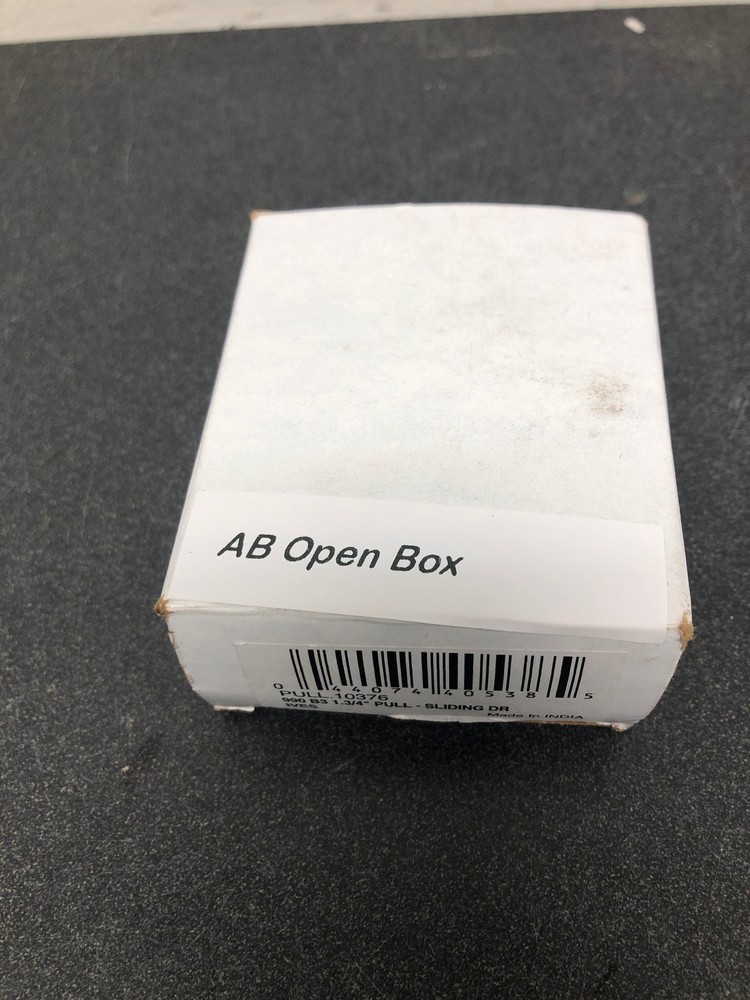 AB Open Box
0 44074 40538 5
PULL.10376
990 B3 1.3/4" PULL - SLIDING DR
IVES
Made in INDIA